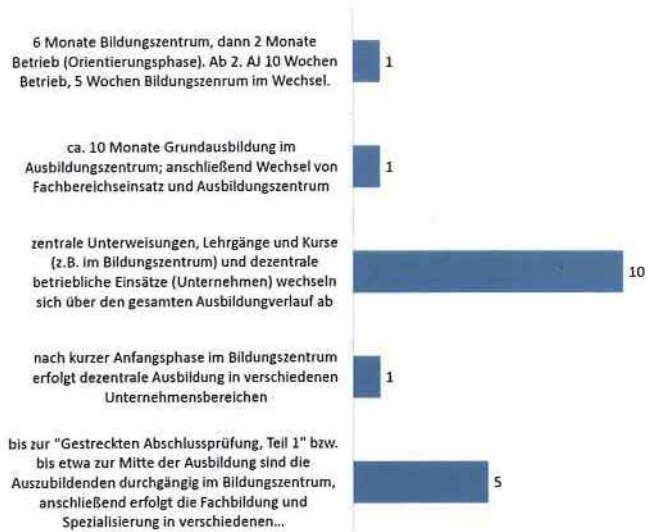 6 Monate Bildungszentrum, dann 2 Monate
Betrieb (Orientierungsphase). Ab 2. AJ 10 Wochen
Betrieb, 5 Wochen Bildungszenrum im Wechsel.
1
ca. 10 Monate Grundausbildung im
Ausbildungszentrum; anschließend Wechsel von
Fachbereichseinsatz und Ausbildungszentrum
1
zentrale Unterweisungen, Lehrgänge und Kurse
(z.B. im Bildungszentrum) und dezentrale
betriebliche Einsätze (Unternehmen) wechseln
sich über den gesamten Ausbildungverlauf ab
10
nach kurzer Anfangsphase im Bildungszentrum
erfolgt dezentrale Ausbildung in verschiedenen
Unternehmensbereichen
1
bis zur "Gestreckten Abschlussprüfung, Teil 1" bzw.
bis etwa zur Mitte der Ausbildung sind die
Auszubildenden durchgängig im Bildungszentrum,
anschließend erfolgt die Fachbildung und
Spezialisierung in verschiedenen...
5